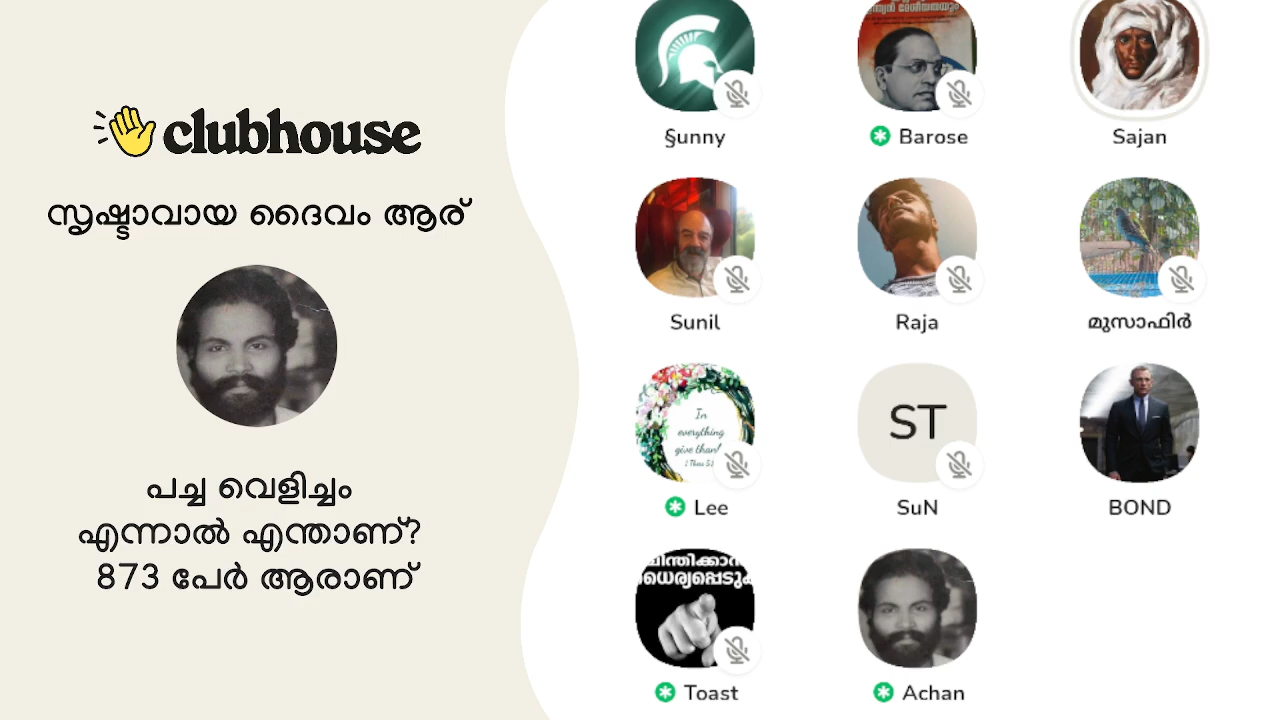 clubhouse
സൃഷ്ടാവായ ദൈവം ആര്
പച്ച വെളിച്ചം
എന്നാൽ എന്താണ്?
873 പേർ ആരാണ്
§unny
Barose
Sajan
Sunil
Raja
മുസാഫിർ
In
everything
give thanks
ST
Lee
SuN
BOND
ചിന്തിക്കാൻ
ധൈര്യപ്പെടുക
Toast
Achan